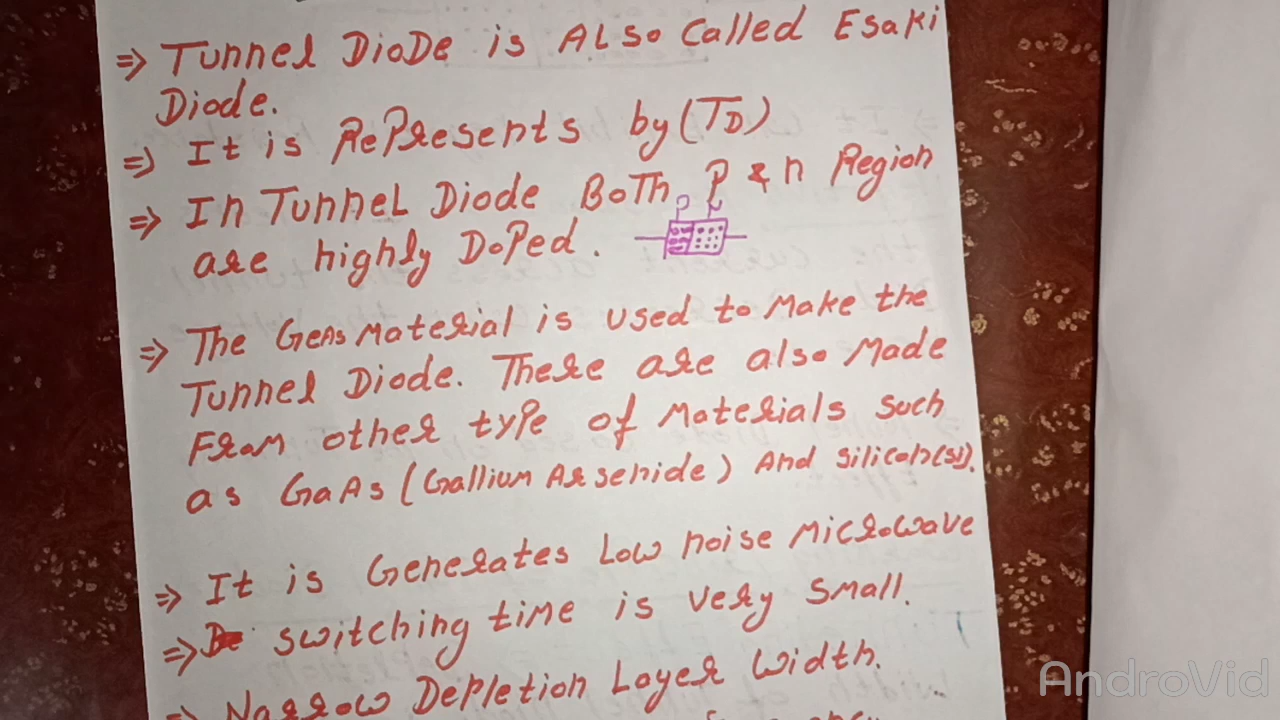 ⇒ Tunnel Diode is Also Called Esaki
Diode.
⇒ It is Represents by (TD)
⇒ In Tunnel Diode Both P & n Region
are highly Doped.
P N
⇒ The GeAs Material is used to Make the
Tunnel Diode. There are also Made
From other type of Materials Such
as GaAs (Gallium Arsenide) And Silicon(Si).
⇒ It is Generates Low noise Microwave
⇒ switching time is very Small.
⇒ Narrow Depletion Layer Width.
AndroVid